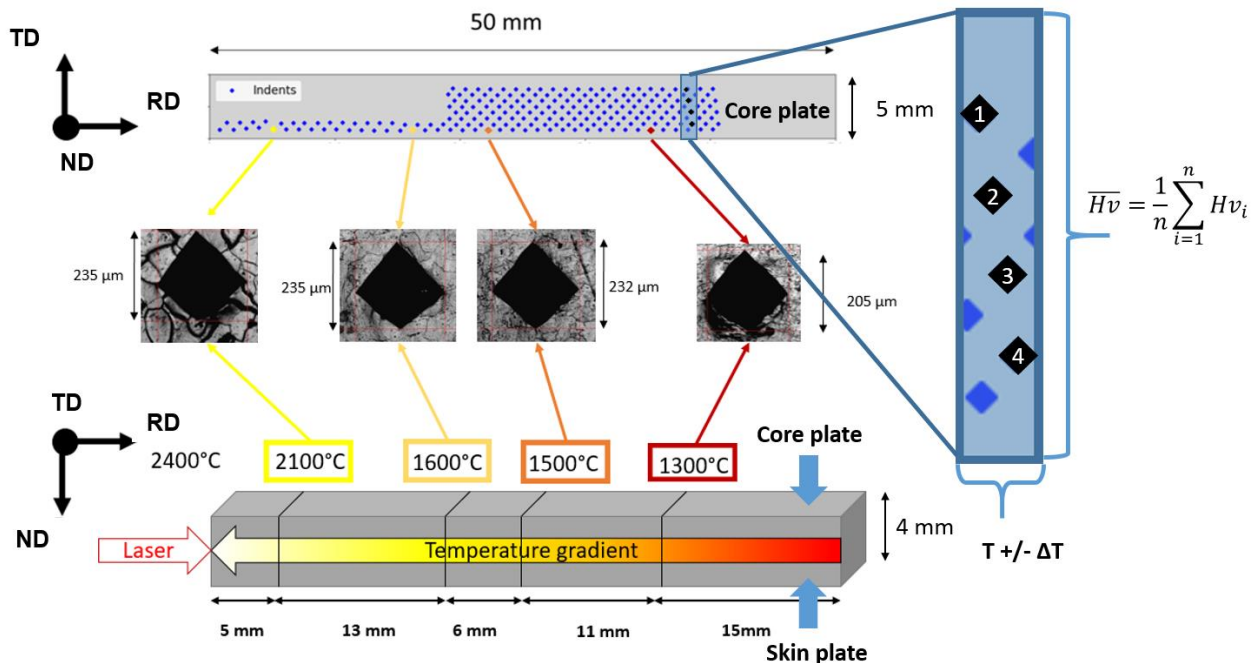 50 mm
TD
RD
ND
Indents
Core plate
5 mm
1
2
3
4
H̅v̅ = 1/n ∑ i=1 n Hv i
235 µm
235 µm
232 µm
205 µm
TD
RD
ND
2400°C
2100°C
1600°C
1500°C
1300°C
Core plate
Laser
Temperature gradient
4 mm
T +/- ΔT
5 mm
13 mm
6 mm
11 mm
15mm
Skin plate